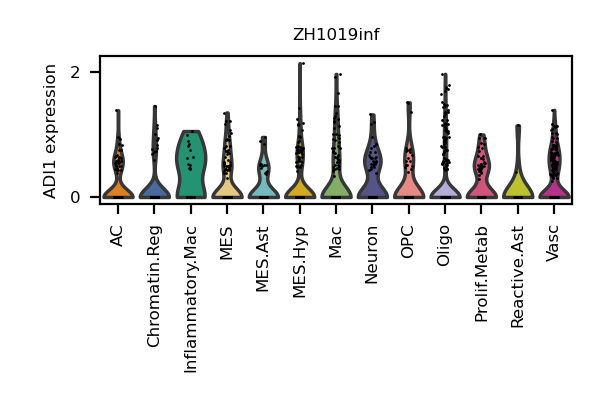 ZH1019inf
ADI1 expression
2
0
AC
Chromatin.Reg
Inflammatory.Mac
MES
MES.Ast
MES.Hyp
Mac
Neuron
OPC
Oligo
Prolif.Metab
Reactive.Ast
Vasc